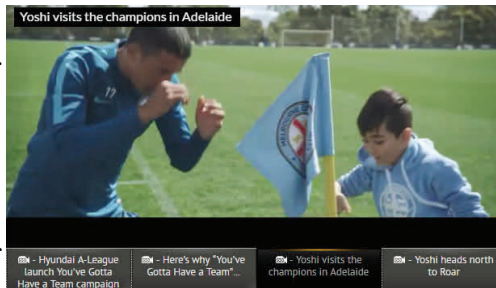 Yoshi visits the champions in Adelaide
17
MELBOURNE
- Hyundai A-League
launch You've Gotta
Have a Team campaign
- Here's why "You've
Gotta Have a Team"...
- Yoshi visits the
champions in Adelaide
- Yoshi heads north
to Roar